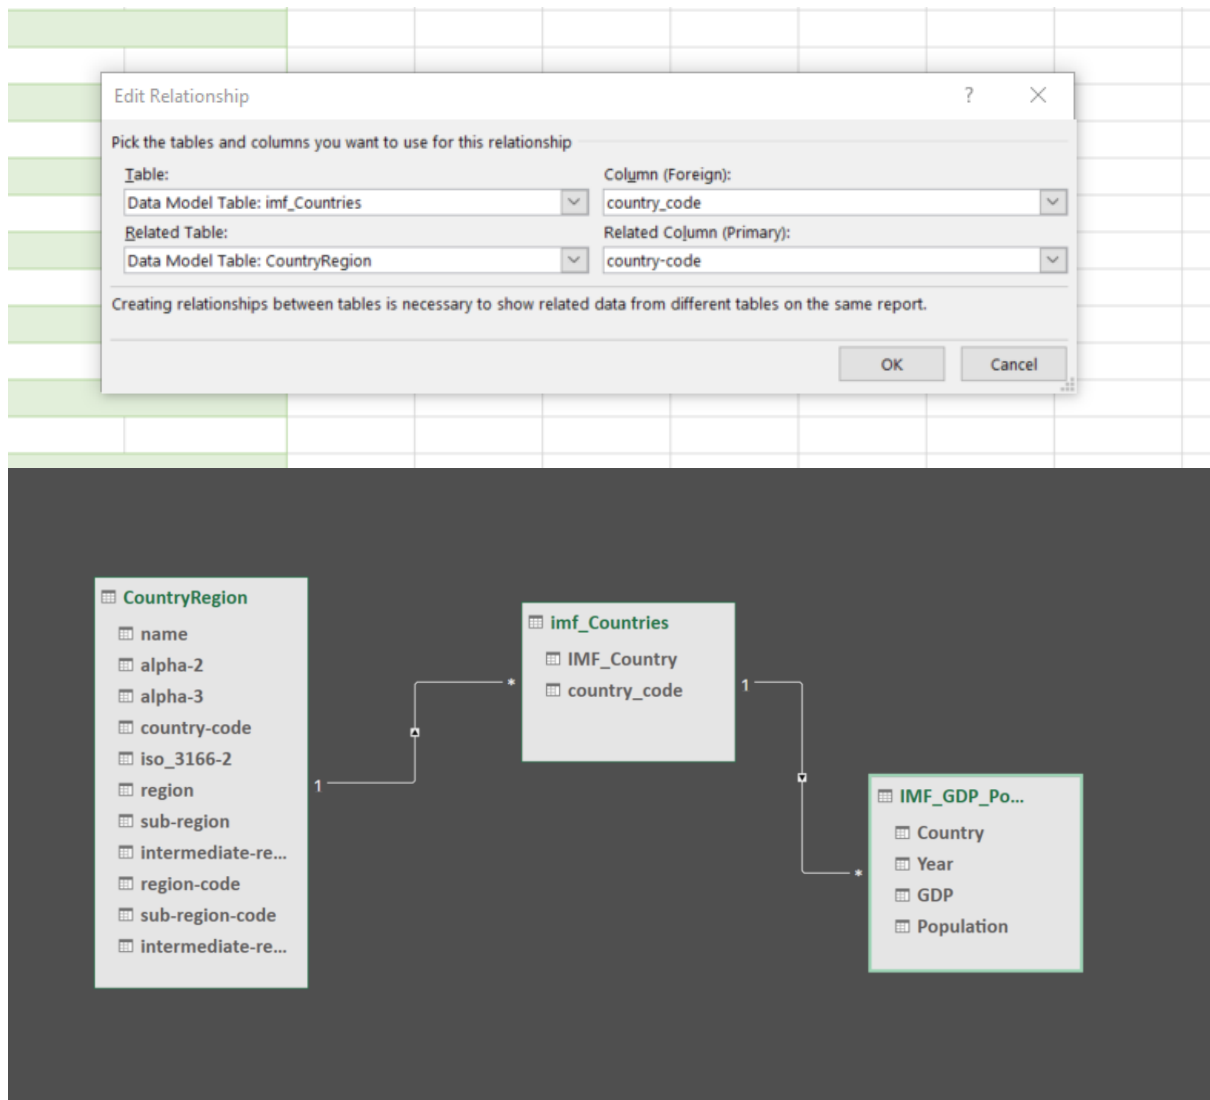 Edit Relationship
?
Pick the tables and columns you want to use for this relationship
Table: Column (Foreign):
Data Model Table: imf_Countries country_code
Related Table: Related Column (Primary):
Data Model Table: CountryRegion country-code
Creating relationships between tables is necessary to show related data from different tables on the same report.
OK Cancel
CountryRegion
name
alpha-2
alpha-3
country-code
iso_3166-2
region
sub-region
intermediate-re...
region-code
sub-region-code
intermediate-re...
1
*
imf_Countries
IMF_Country
country_code
1
*
IMF_GDP_Po...
Country
Year
GDP
Population